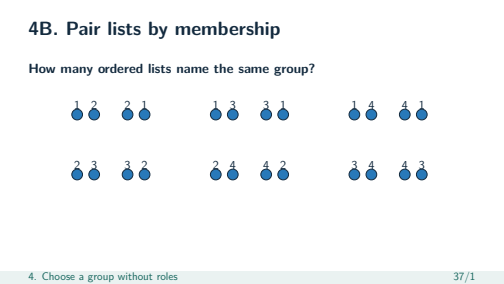 4B. Pair lists by membership
How many ordered lists name the same group?
1 2 2 1 1 3 3 1 1 4 4 1
2 3 3 2 2 4 4 2 3 4 4 3
4. Choose a group without roles 37/1